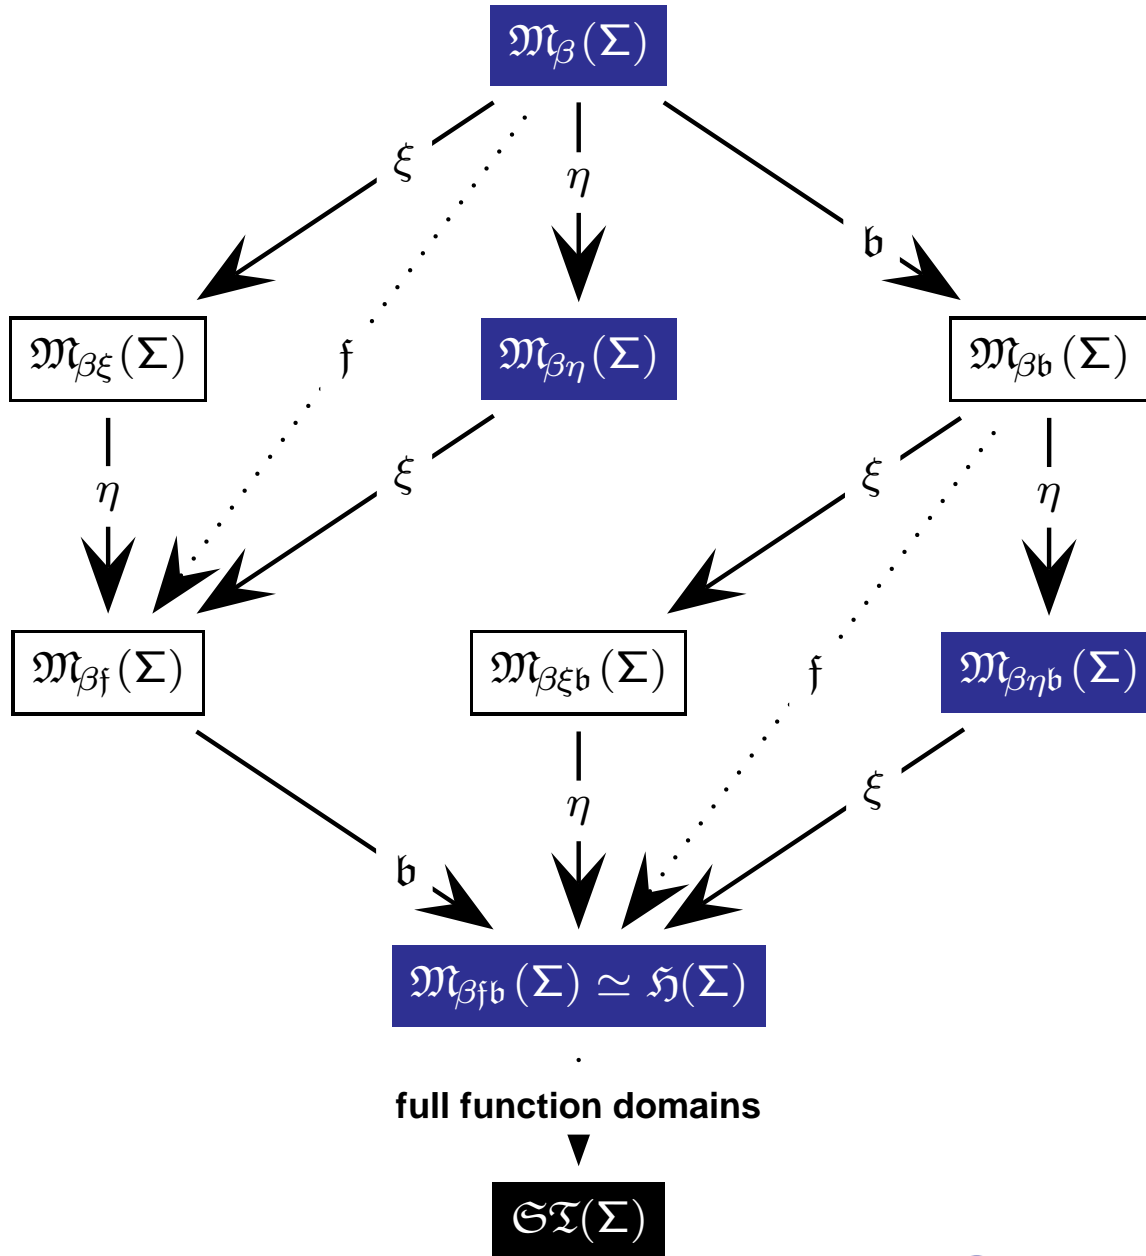 𝔐β(Σ)
ξ
η
𝔟
𝔐βξ(Σ)
𝔣
𝔐βη(Σ)
𝔐β𝔟(Σ)
η
ξ
ξ
η
𝔐β𝔣(Σ)
𝔐βξ𝔟(Σ)
𝔣
𝔐βη𝔟(Σ)
𝔟
η
ξ
𝔐β𝔣𝔟(Σ) ≃ ℌ(Σ)
full function domains
𝔖𝔗(Σ)